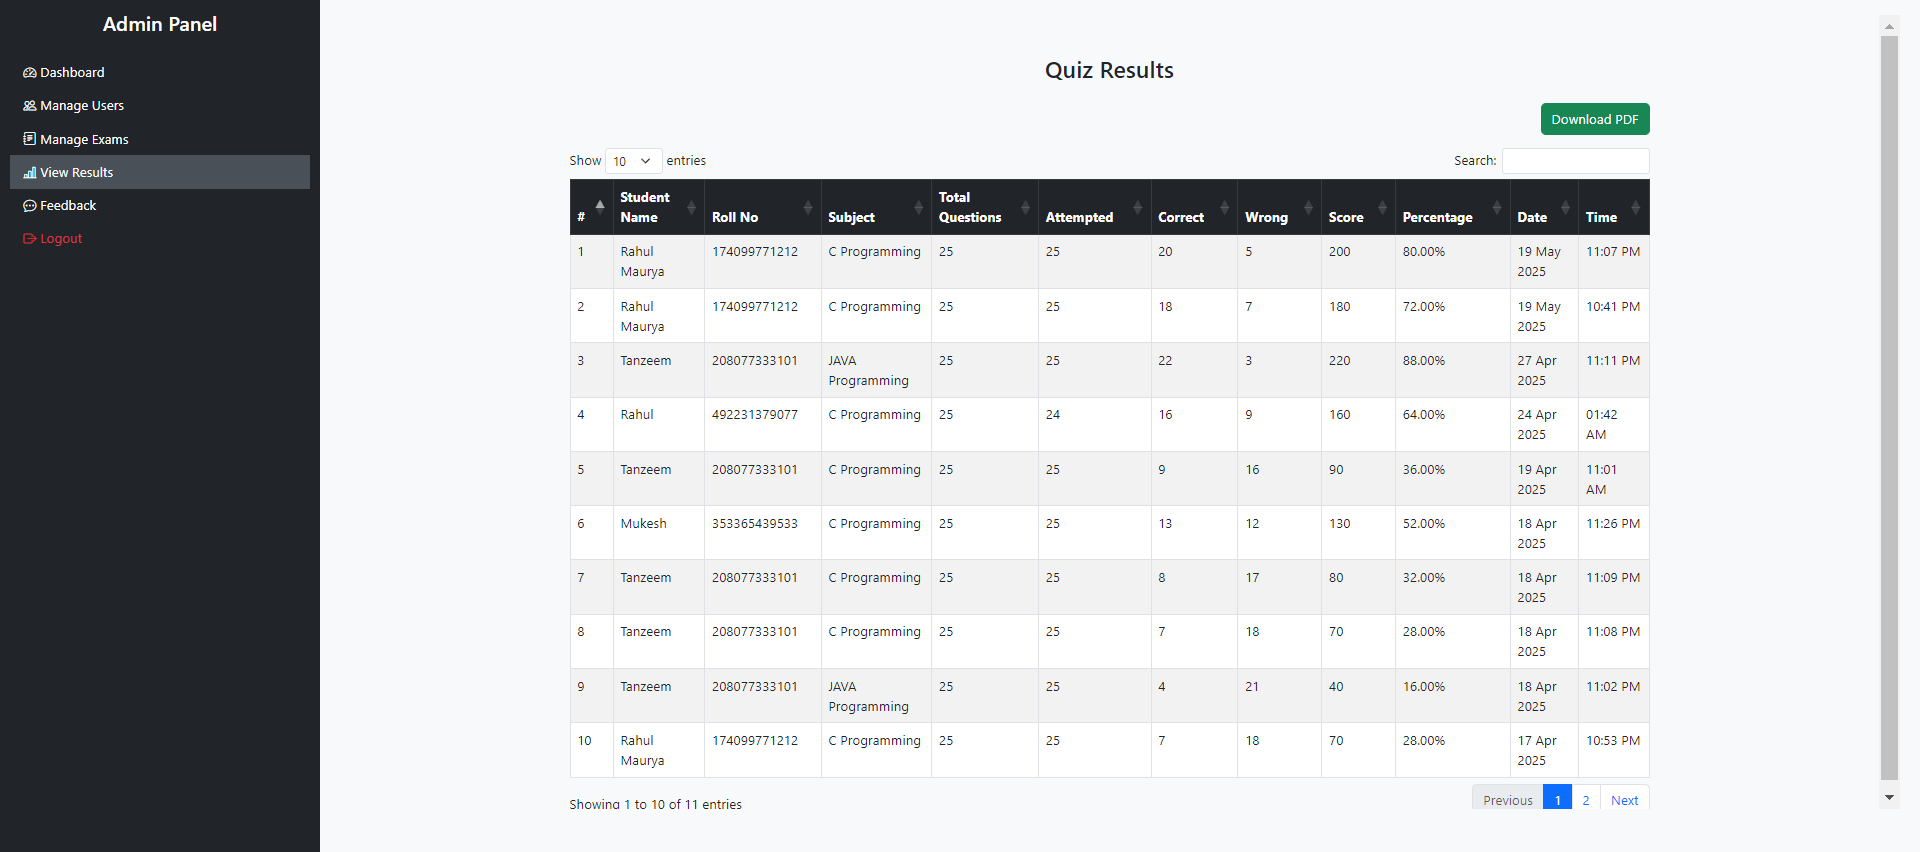 Admin Panel
Dashboard
Manage Users
Manage Exams
View Results
Feedback
Logout
Quiz Results
Download PDF
Show 10 entries
Search:
# Student Name Roll No Subject Total Questions Attempted Correct Wrong Score Percentage Date Time
1 Rahul Maurya 174099771212 C Programming 25 25 20 5 200 80.00% 19 May 2025 11:07 PM
2 Rahul Maurya 174099771212 C Programming 25 25 18 7 180 72.00% 19 May 2025 10:41 PM
3 Tanzeem 208077333101 JAVA Programming 25 25 22 3 220 88.00% 27 Apr 2025 11:11 PM
4 Rahul 492231379077 C Programming 25 24 16 9 160 64.00% 24 Apr 2025 01:42 AM
5 Tanzeem 208077333101 C Programming 25 25 9 16 90 36.00% 19 Apr 2025 11:01 AM
6 Mukesh 353365439533 C Programming 25 25 13 12 130 52.00% 18 Apr 2025 11:26 PM
7 Tanzeem 208077333101 C Programming 25 25 8 17 80 32.00% 18 Apr 2025 11:09 PM
8 Tanzeem 208077333101 C Programming 25 25 7 18 70 28.00% 18 Apr 2025 11:08 PM
9 Tanzeem 208077333101 JAVA Programming 25 25 4 21 40 16.00% 18 Apr 2025 11:02 PM
10 Rahul Maurya 174099771212 C Programming 25 25 7 18 70 28.00% 17 Apr 2025 10:53 PM
Showing 1 to 10 of 11 entries
Previous 1 2 Next